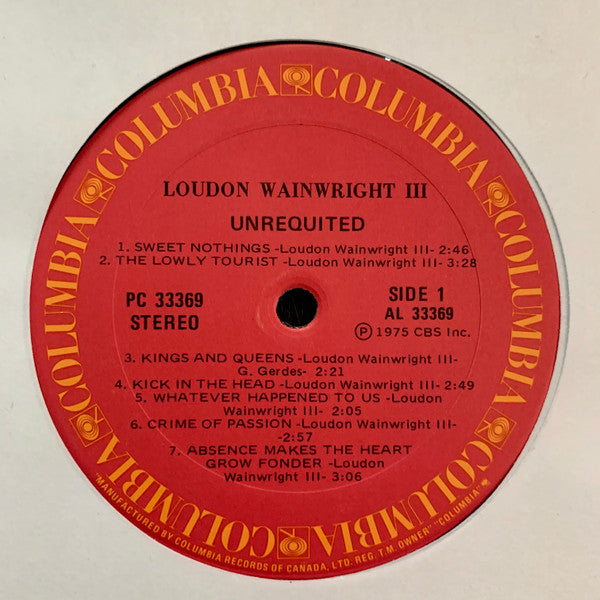 COLUMBIA COLUMBIA COLUMBIA COLUMBIA COLUMBIA COLUMBIA COLUMBIA
LOUDON WAINWRIGHT III
UNREQUITED
1. SWEET NOTHINGS -Loudon Wainwright III- 2:46
2. THE LOWLY TOURIST -Loudon Wainwright III- 3:28
PC 33369
STEREO
SIDE 1
AL 33369
Ⓟ 1975 CBS Inc.
3. KINGS AND QUEENS -Loudon Wainwright III-
G. Gerdes- 2:21
4. KICK IN THE HEAD -Loudon Wainwright III- 2:49
5. WHATEVER HAPPENED TO US -Loudon
Wainwright III- 2:05
6. CRIME OF PASSION -Loudon Wainwright III-
-2:57
7. ABSENCE MAKES THE HEART
GROW FONDER -Loudon
Wainwright III- 3:06
"MANUFACTURED BY COLUMBIA RECORDS OF CANADA, LTD. REG. T.M. OWNER" "COLUMBIA"